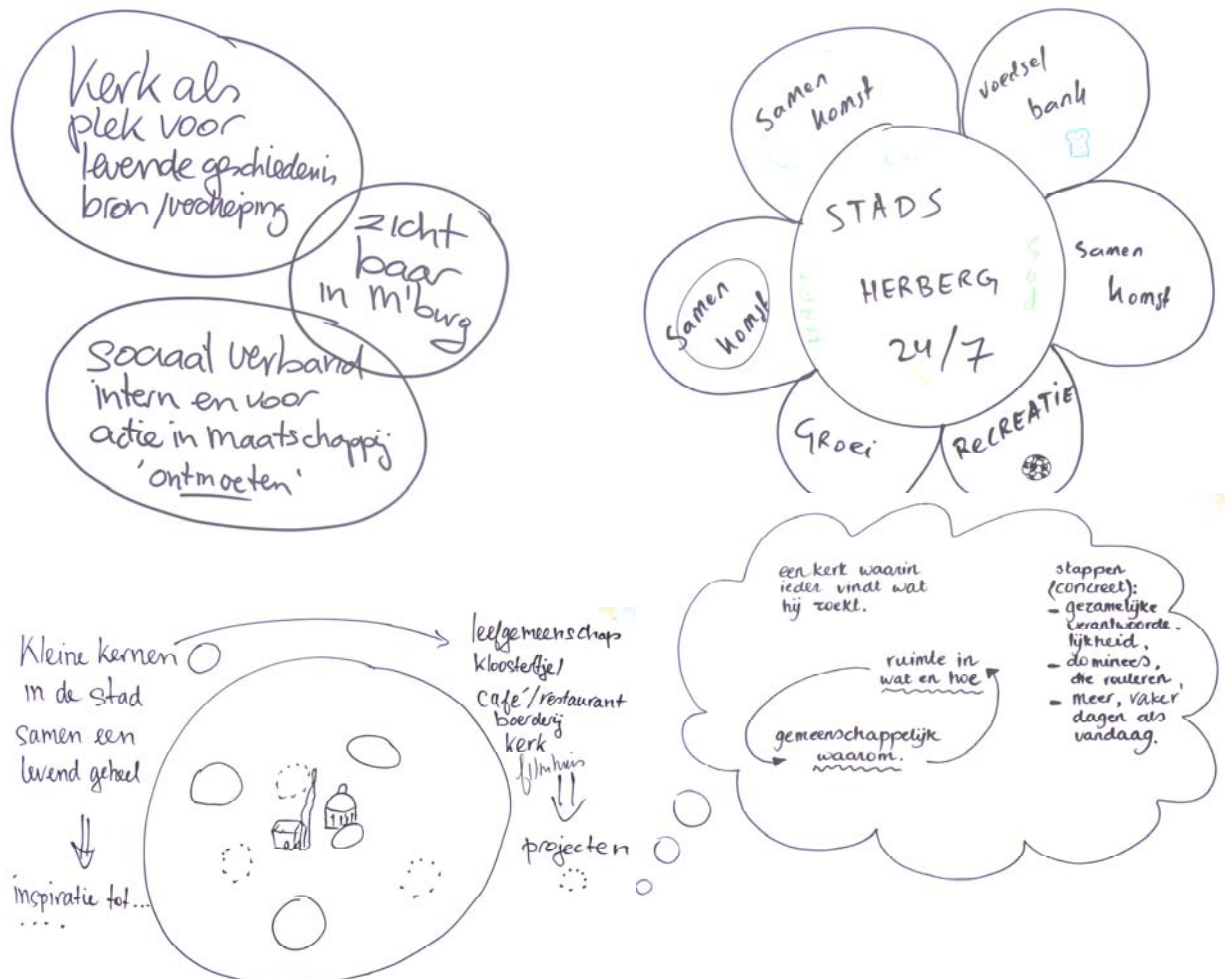 Kerk als
plek voor
levende geschiedenis
bron/verdieping
zicht
baar
in m'burg
sociaal verband
intern en voor
actie in maatschappij
'ontmoeten'
Samen
komst
voedsel
bank
STADS
HERBERG
24/7
Samen
komst
Samen
komst
Groei
ReCREATIE
Kleine kernen
in de stad
samen een
levend geheel
inspiratie tot...
....
leefgemeenschap
kloostertje/
café/restaurant
boerderij
kerk
filmhuis
projecten
een kerk waarin
ieder vindt wat
hij zoekt.
ruimte in
wat en hoe
gemeenschappelijk
waarom.
stappen
(concreet):
- gezamelijke
verantwoorde-
lijkheid,
- dominees,
die rouleren,
- meer, vaker
dagen als
vandaag.